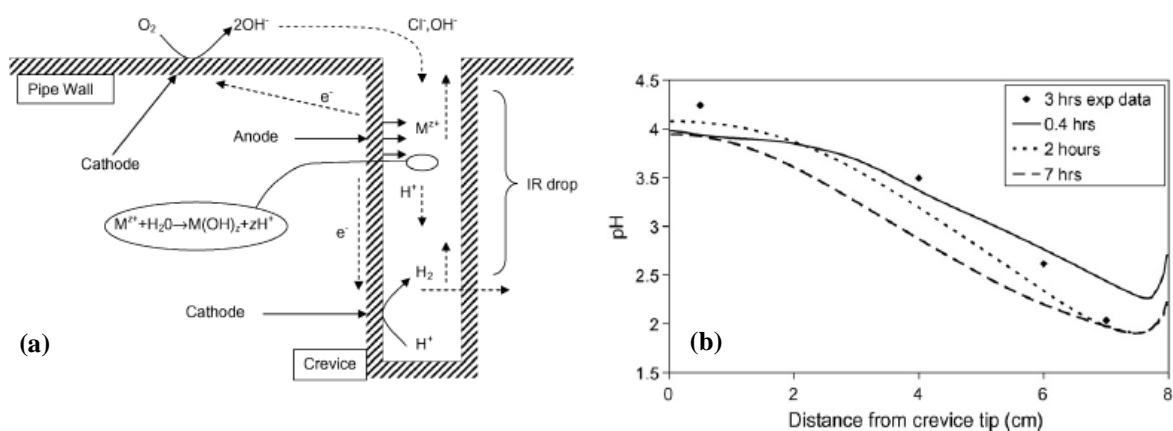 O₂
2OH⁻
Cl⁻,OH⁻
Pipe Wall
e⁻
Mᶻ⁺
Anode
Cathode
IR drop
H⁺
Mᶻ⁺+H₂0→M(OH)z+zH⁺
e⁻
H₂
Cathode
(a)
H⁺
Crevice
4.5
4
3.5
3
2.5
2
1.5
pH
3 hrs exp data
0.4 hrs
2 hours
7 hrs
(b)
0 2 4 6 8
Distance from crevice tip (cm)